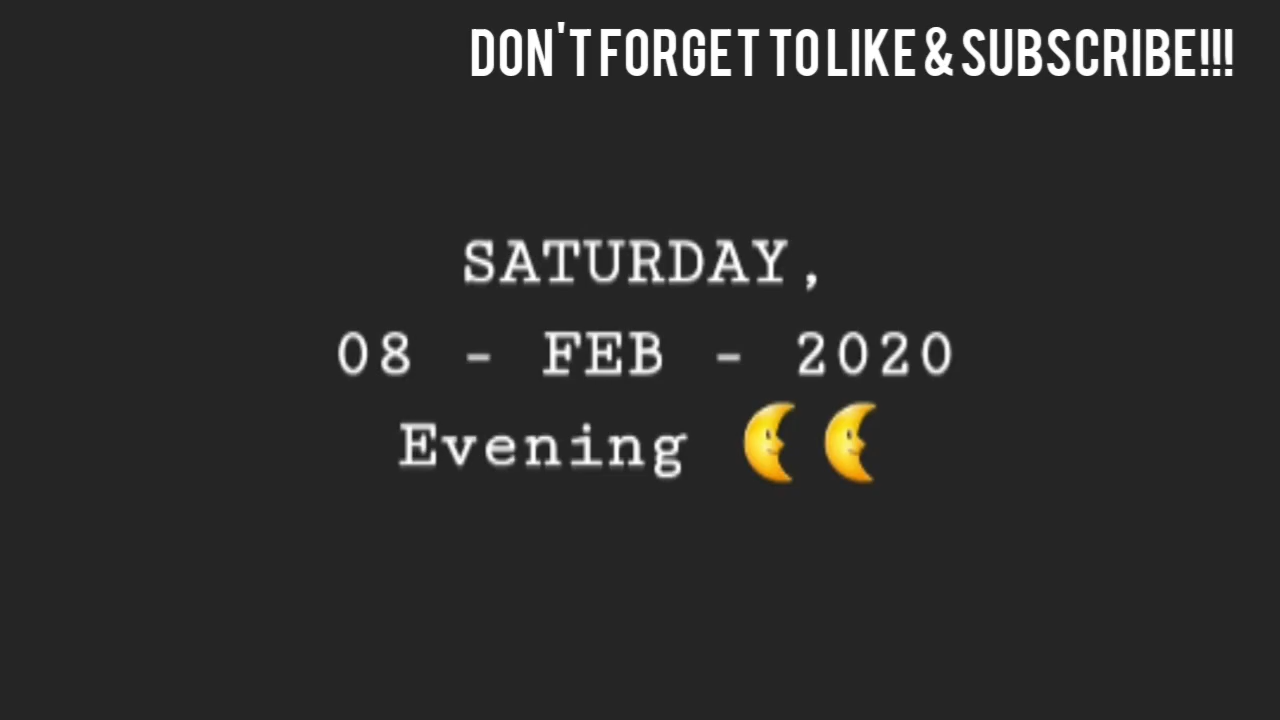 DON'T FORGET TO LIKE & SUBSCRIBE!!!
SATURDAY,
08 - FEB - 2020
Evening 🌜🌜